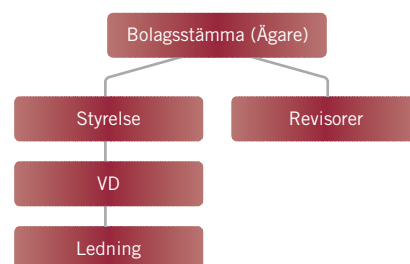 Bolagsstämma (Ägare)
Styrelse
Revisorer
VD
Ledning